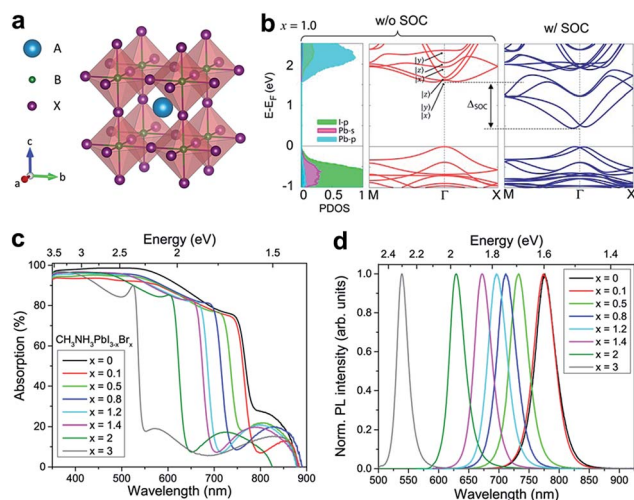 a
A
B
X
c
a
b
b
x = 1.0
w/o SOC
w/ SOC
E-E_F (eV)
2
1
0
-1
I-p
Pb-s
Pb-p
0
1
PDOS
|y⟩
|z⟩
|x⟩
|z⟩
|y⟩
|x⟩
Δ_SOC
M
Γ
X
M
Γ
X
c
Energy (eV)
3.5 3 2.5 2 1.5
Absorption (%)
100
80
60
40
20
0
CH₃NH₃PbI₃₋ₓBrₓ
x = 0
x = 0.1
x = 0.5
x = 0.8
x = 1.2
x = 1.4
x = 2
x = 3
400 500 600 700 800 900
Wavelength (nm)
d
Energy (eV)
2.4 2.2 2 1.8 1.6 1.4
Norm. PL intensity (arb. units)
1.0
0.8
0.6
0.4
0.2
0.0
x = 0
x = 0.1
x = 0.5
x = 0.8
x = 1.2
x = 1.4
x = 2
x = 3
500 550 600 650 700 750 800 850 900
Wavelength (nm)